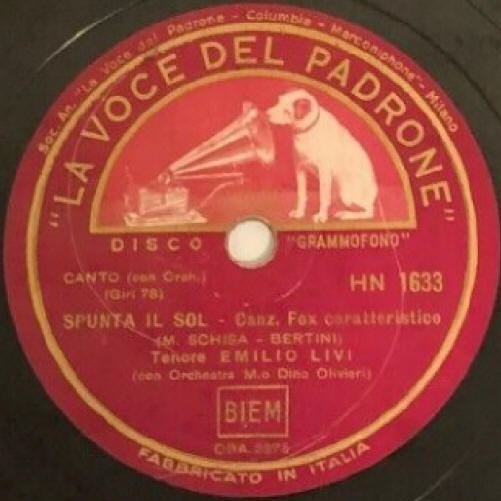 Soc. An. "La Voce del Padrone - Columbia - Marconiphone" - Milano
"LA VOCE DEL PADRONE"
DISCO "GRAMMOFONO"
CANTO (con Orch.)
(Giri 78)
HN 1633
SPUNTA IL SOL - Canz. Fox caratteristico
(M. SCHISA - BERTINI)
Tenore EMILIO LIVI
(con Orchestra M.o Dino Olivieri)
BIEM
FABBRICATO IN ITALIA